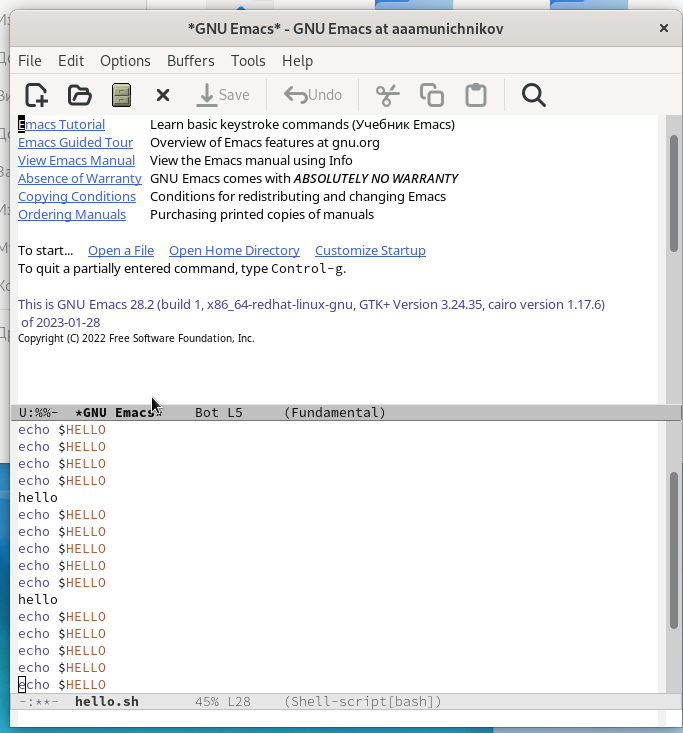 *GNU Emacs* - GNU Emacs at aaamunichnikov
File Edit Options Buffers Tools Help
Save Undo
Emacs Tutorial Learn basic keystroke commands (Учебник Emacs)
Emacs Guided Tour Overview of Emacs features at gnu.org
View Emacs Manual View the Emacs manual using Info
Absence of Warranty GNU Emacs comes with ABSOLUTELY NO WARRANTY
Copying Conditions Conditions for redistributing and changing Emacs
Ordering Manuals Purchasing printed copies of manuals
To start... Open a File Open Home Directory Customize Startup
To quit a partially entered command, type Control-g.
This is GNU Emacs 28.2 (build 1, x86_64-redhat-linux-gnu, GTK+ Version 3.24.35, cairo version 1.17.6)
of 2023-01-28
Copyright (C) 2022 Free Software Foundation, Inc.
U:%%- *GNU Emacs* Bot L5 (Fundamental)
echo $HELLO
echo $HELLO
echo $HELLO
echo $HELLO
hello
echo $HELLO
echo $HELLO
echo $HELLO
echo $HELLO
echo $HELLO
hello
echo $HELLO
echo $HELLO
echo $HELLO
echo $HELLO
echo $HELLO
-:**- hello.sh 45% L28 (Shell-script[bash])